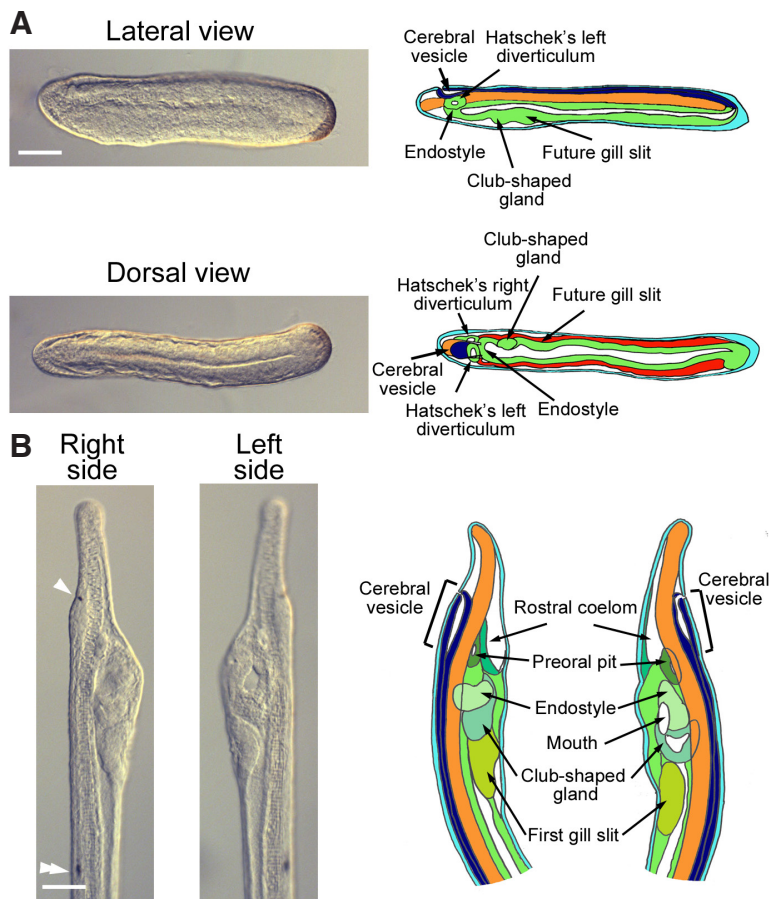 A
Lateral view
Cerebral
vesicle
Hatschek's left
diverticulum
Endostyle
Future gill slit
Club-shaped
gland
Dorsal view
Club-shaped
gland
Hatschek's right
diverticulum
Future gill slit
Cerebral
vesicle
Hatschek's left
diverticulum
Endostyle
B
Right
side
Left
side
Cerebral
vesicle
Rostral coelom
Cerebral
vesicle
Preoral pit
Endostyle
Mouth
Club-shaped
gland
First gill slit